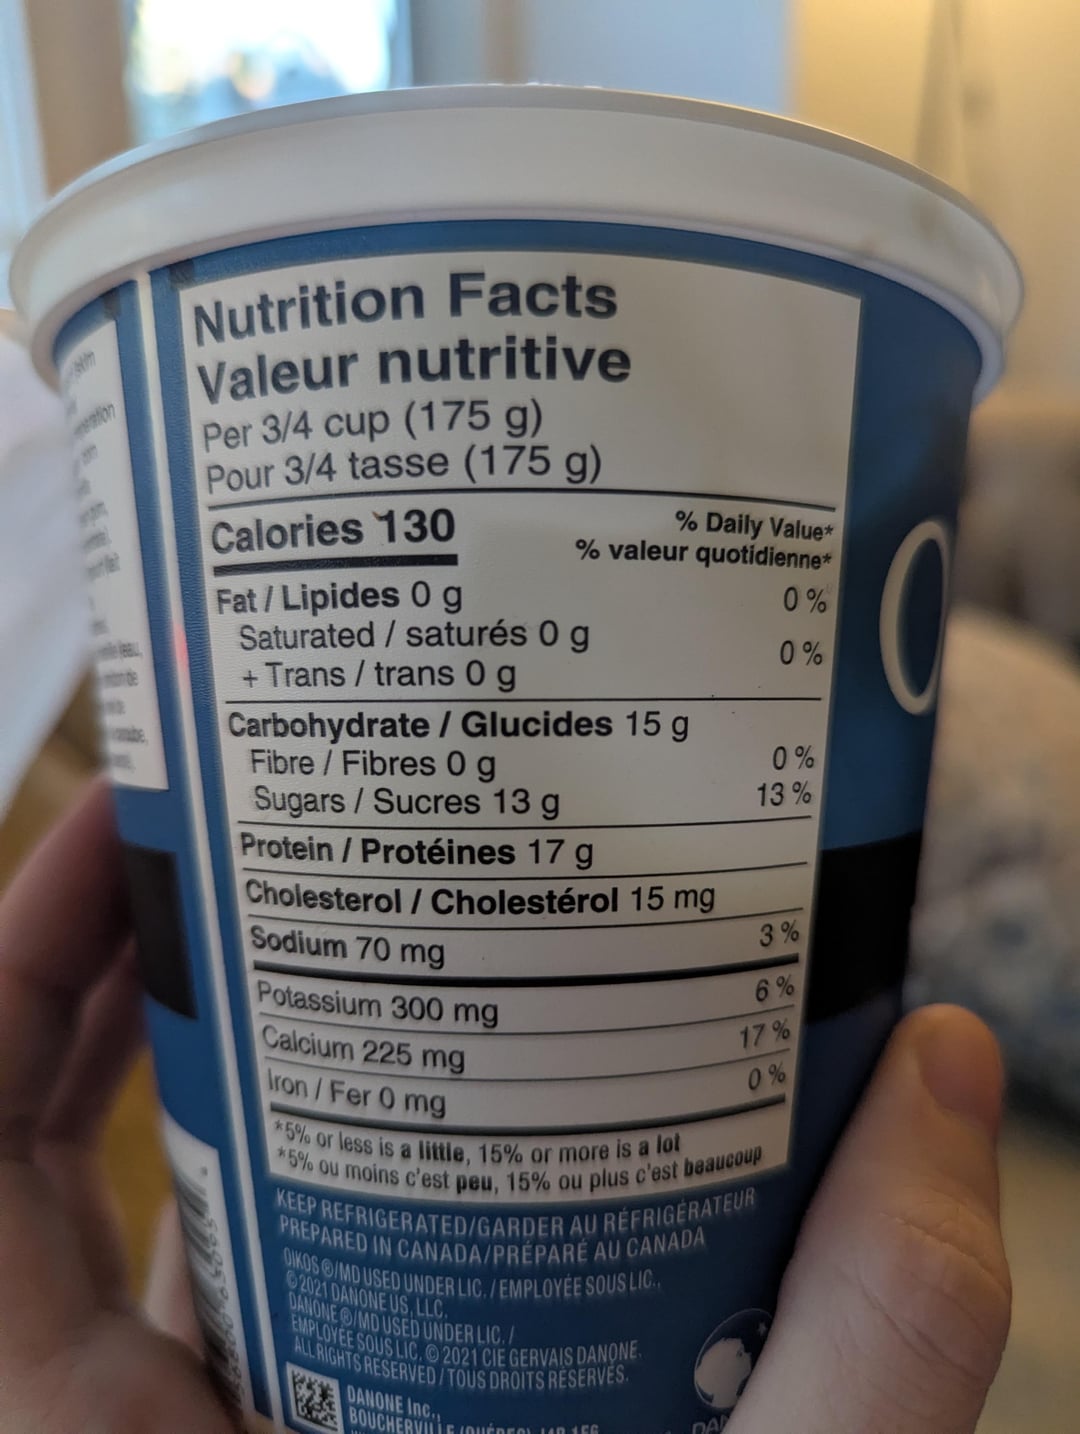 Nutrition Facts
Valeur nutritive
Per 3/4 cup (175 g)
Pour 3/4 tasse (175 g)
Calories 130
% Daily Value*
% valeur quotidienne*
Fat / Lipides 0 g 0 %
Saturated / saturés 0 g
+ Trans / trans 0 g 0 %
Carbohydrate / Glucides 15 g
Fibre / Fibres 0 g 0 %
Sugars / Sucres 13 g 13 %
Protein / Protéines 17 g
Cholesterol / Cholestérol 15 mg
Sodium 70 mg 3 %
Potassium 300 mg 6 %
Calcium 225 mg 17 %
Iron / Fer 0 mg 0 %
*5% or less is a little, 15% or more is a lot
*5% ou moins c'est peu, 15% ou plus c'est beaucoup
KEEP REFRIGERATED/GARDER AU RÉFRIGÉRATEUR
PREPARED IN CANADA/PRÉPARÉ AU CANADA
OIKOS ®/MD USED UNDER LIC. / EMPLOYÉE SOUS LIC.,
© 2021 DANONE US, LLC.
DANONE ®/MD USED UNDER LIC. /
EMPLOYÉE SOUS LIC, © 2021 CIE GERVAIS DANONE.
ALL RIGHTS RESERVED / TOUS DROITS RÉSERVÉS.
DANONE Inc.,
BOUCHERVILLE